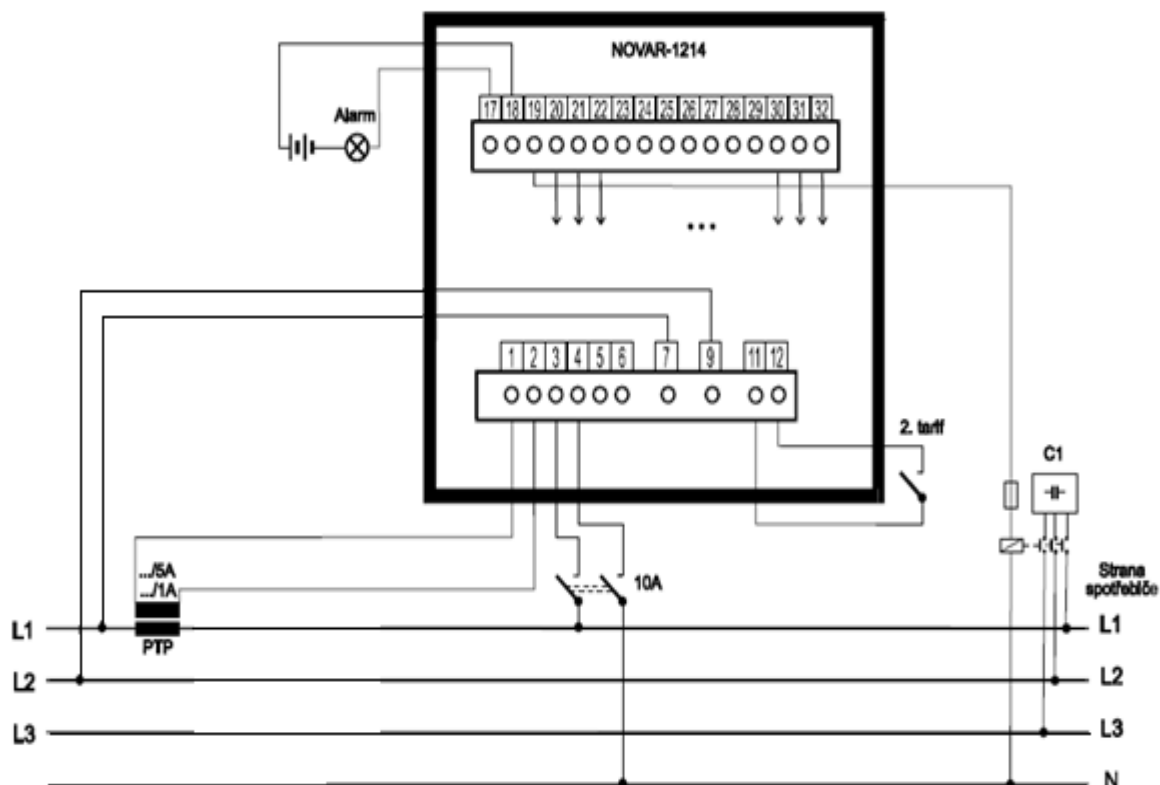 NOVAR-1214
17 18 19 20 21 22 23 24 25 26 27 28 29 30 31 32
Alarm
...
1 2 3 4 5 6 7 9 11 12
2. tarif
C1
.../5A
.../1A
10A
Strana
spotřebiče
L1
PTP
L1
L2
L2
L3
L3
N